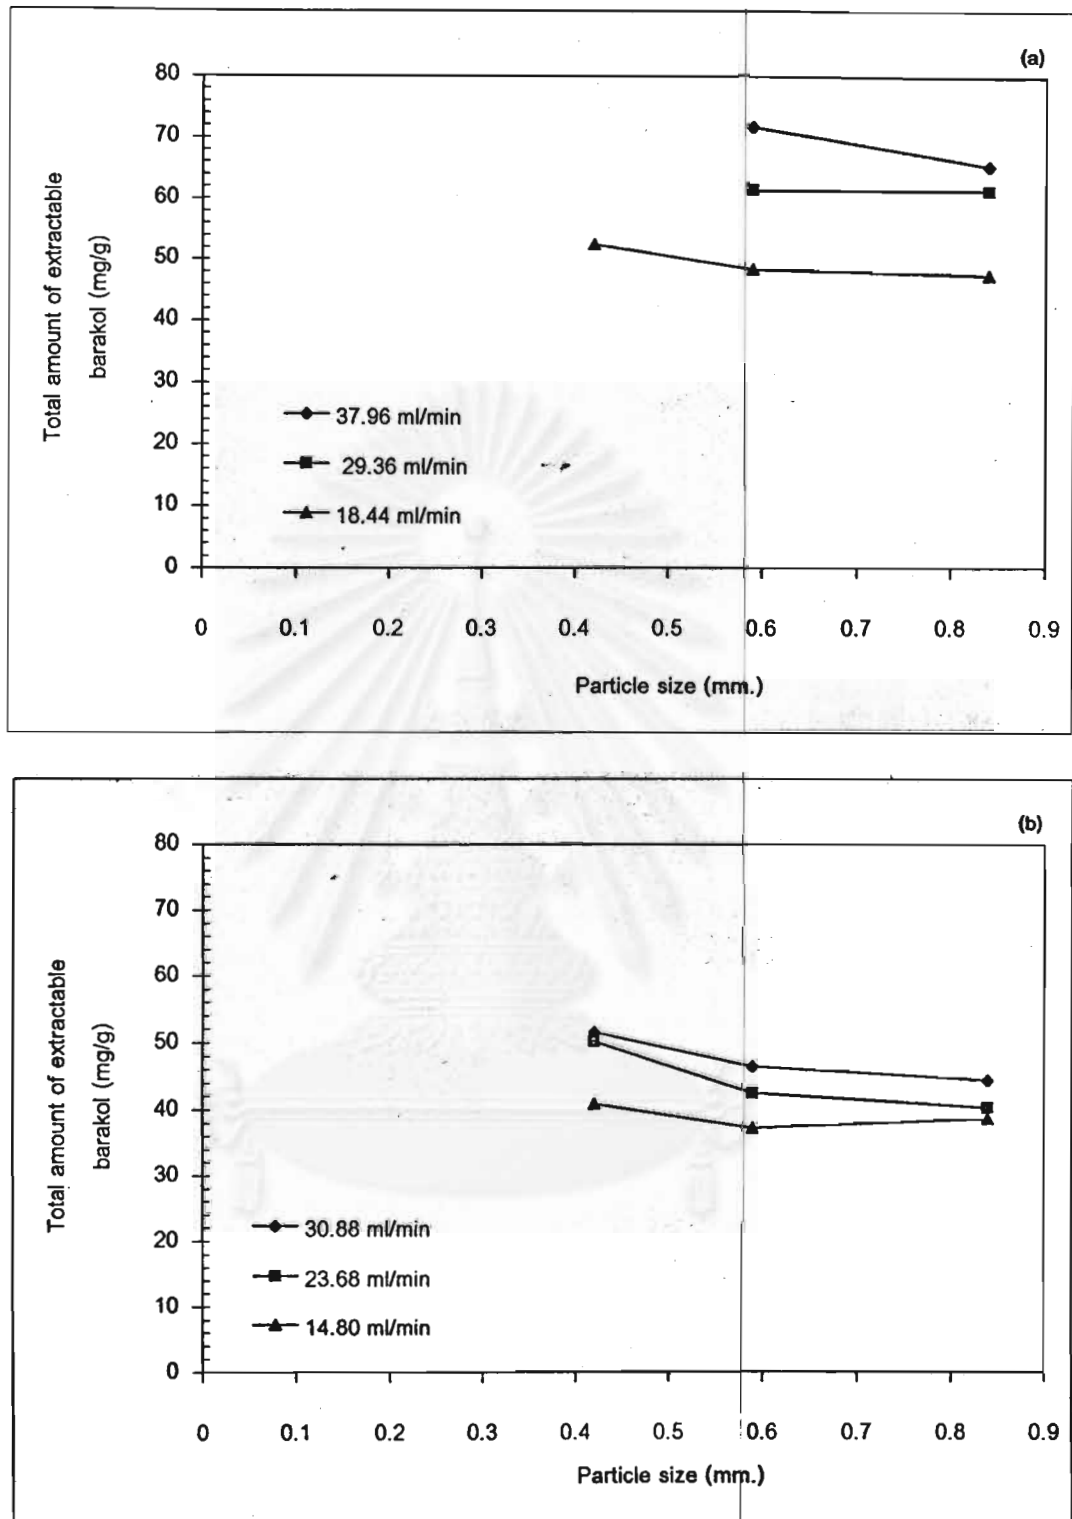 (a)
80
70
60
50
40
30
20
10
0
Total amount of extractable
barakol (mg/g)
37.96 ml/min
29.36 ml/min
18.44 ml/min
0 0.1 0.2 0.3 0.4 0.5 0.6 0.7 0.8 0.9
Particle size (mm.)
(b)
80
70
60
50
40
30
20
10
0
Total amount of extractable
barakol (mg/g)
30.88 ml/min
23.68 ml/min
14.80 ml/min
0 0.1 0.2 0.3 0.4 0.5 0.6 0.7 0.8 0.9
Particle size (mm.)